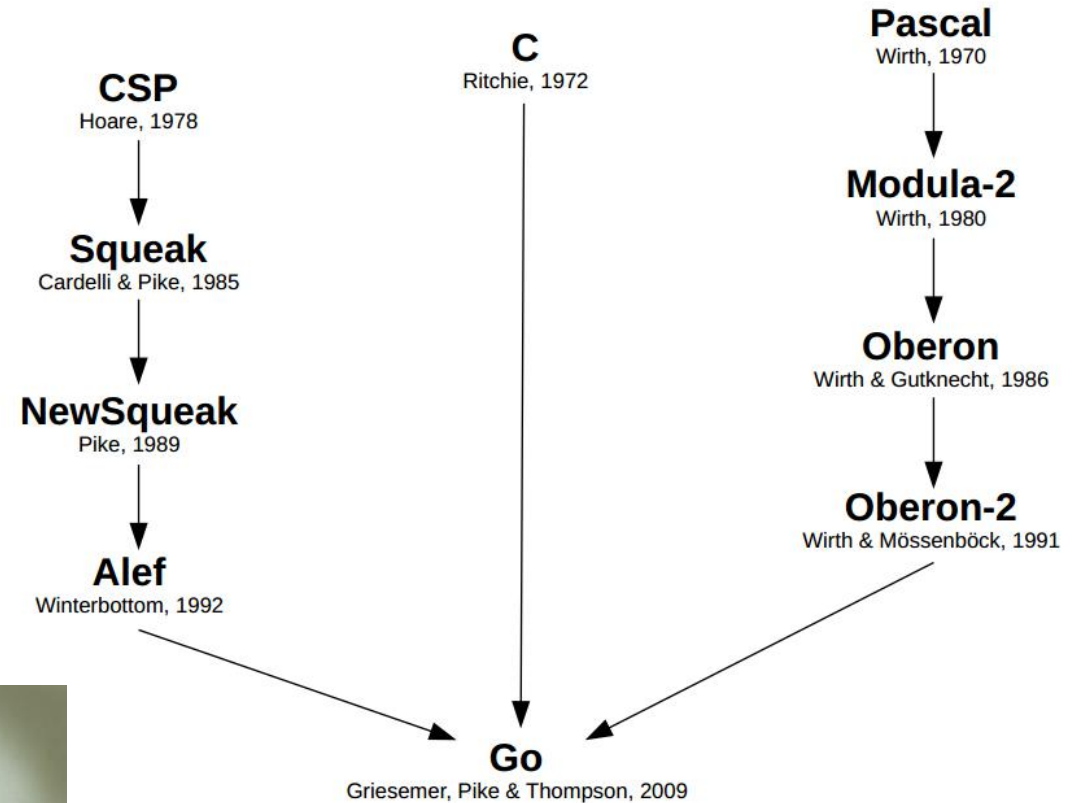 CSP
Hoare, 1978
Squeak
Cardelli & Pike, 1985
NewSqueak
Pike, 1989
Alef
Winterbottom, 1992
C
Ritchie, 1972
Pascal
Wirth, 1970
Modula-2
Wirth, 1980
Oberon
Wirth & Gutknecht, 1986
Oberon-2
Wirth & Mössenböck, 1991
Go
Griesemer, Pike & Thompson, 2009